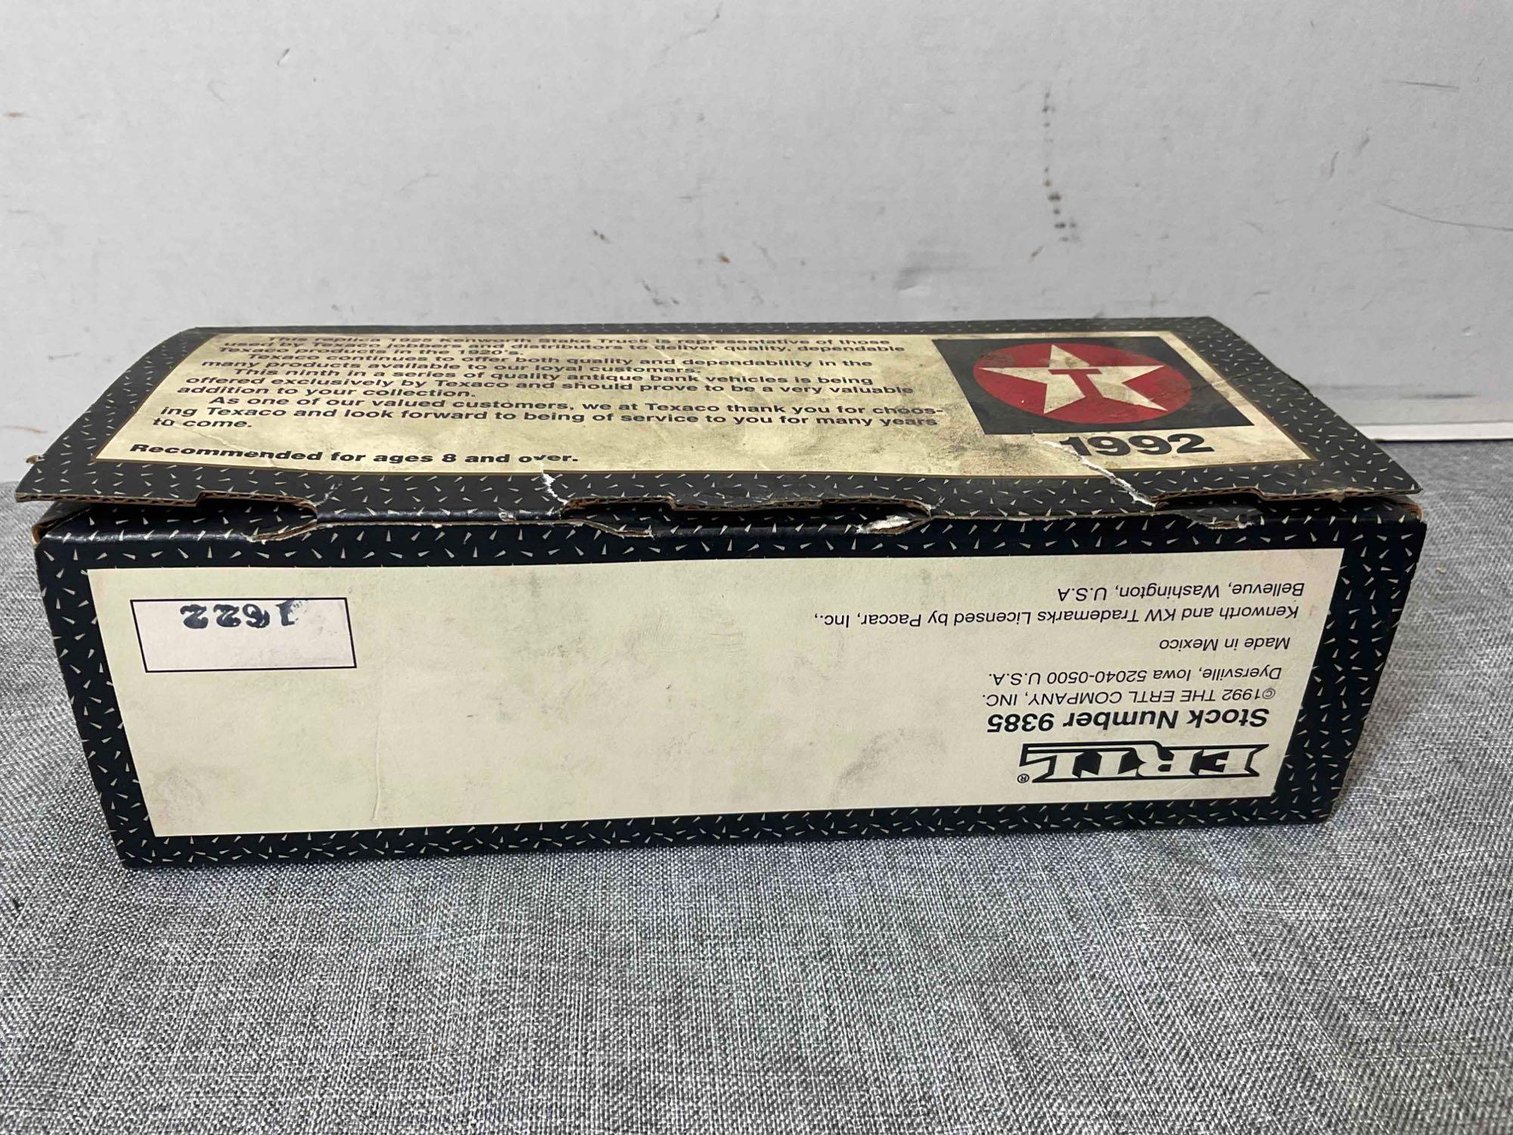 This replica 1925 Kenworth Stake Truck is representative of those
used by Texaco jobbers and distributors to deliver quality, dependable
Texaco products in the 1920's.
Texaco continues to offer both quality and dependability in the
many products available to our loyal customers.
This ninth in a series of quality antique bank vehicles is being
offered exclusively by Texaco and should prove to be a very valuable
addition to your collection.
As one of our valued customers, we at Texaco thank you for choos-
ing Texaco and look forward to being of service to you for many years
to come.
Recommended for ages 8 and over.
T
1992
ERTL®
Stock Number 9385
©1992 THE ERTL COMPANY, INC.
Dyersville, Iowa 52040-0500 U.S.A.
Made in Mexico
Kenworth and KW Trademarks Licensed by Paccar, Inc.,
Bellevue, Washington, U.S.A
1622